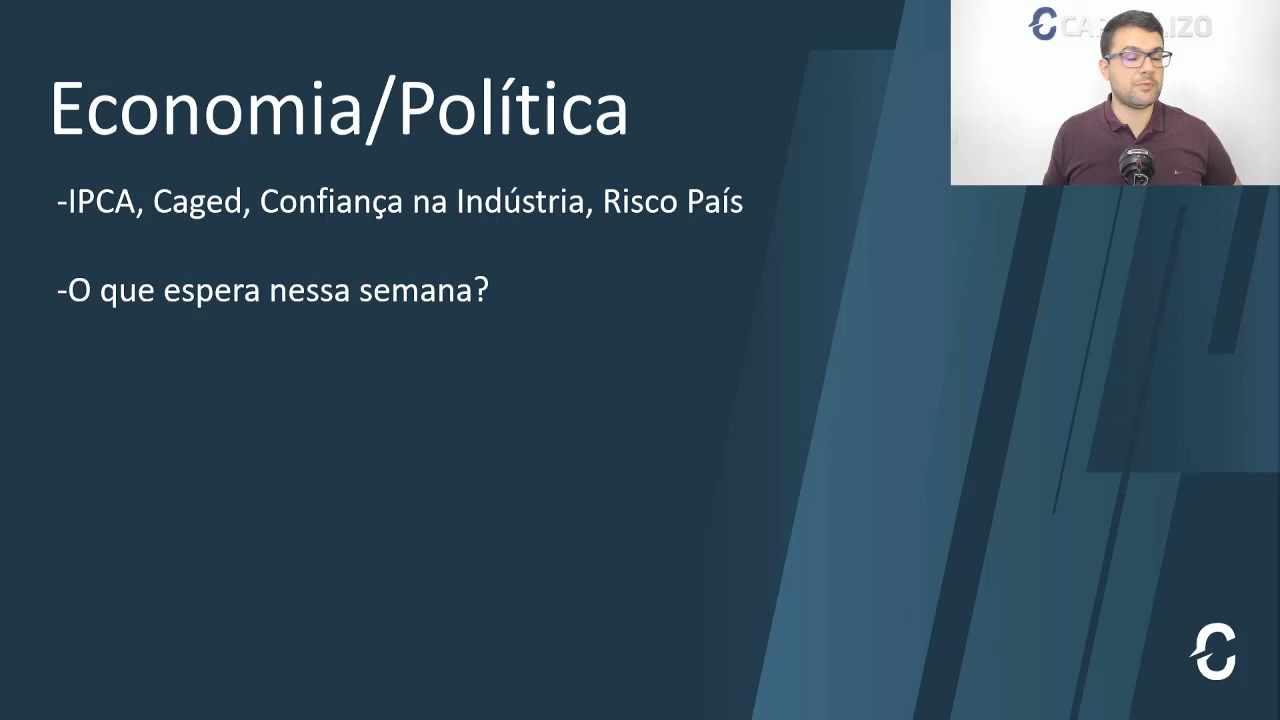 Economia/Política
-IPCA, Caged, Confiança na Indústria, Risco País
-O que espera nessa semana?